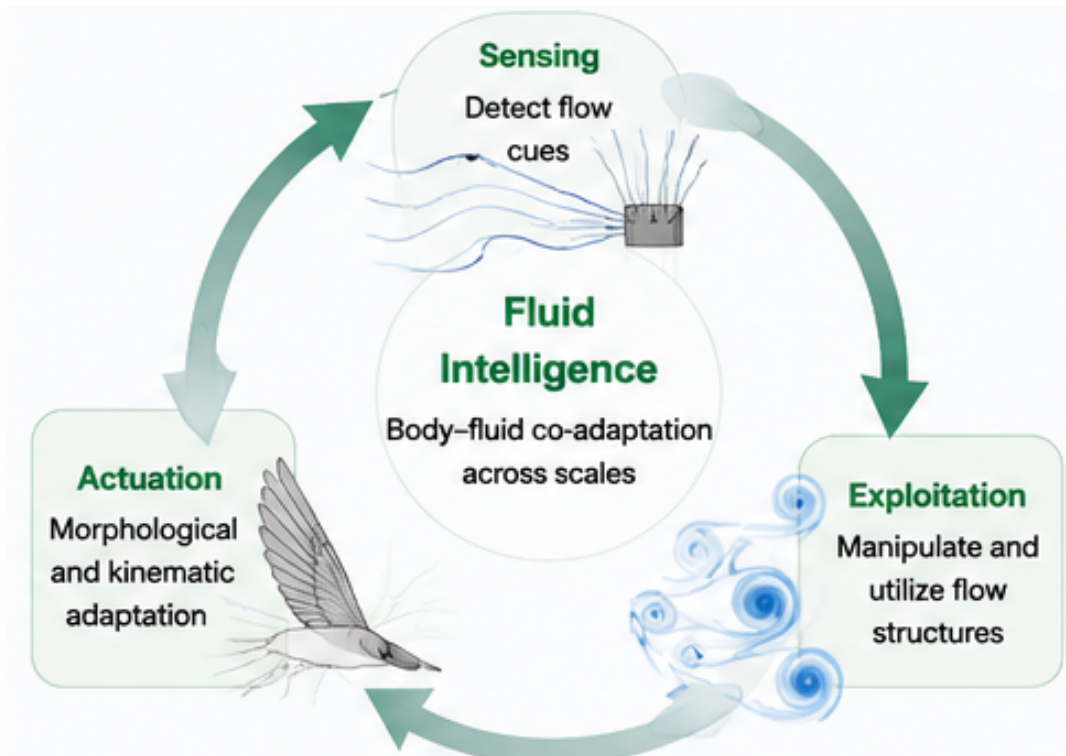 Sensing
Detect flow
cues
Fluid
Intelligence
Body–fluid co-adaptation
across scales
Actuation
Morphological
and kinematic
adaptation
Exploitation
Manipulate and
utilize flow
structures